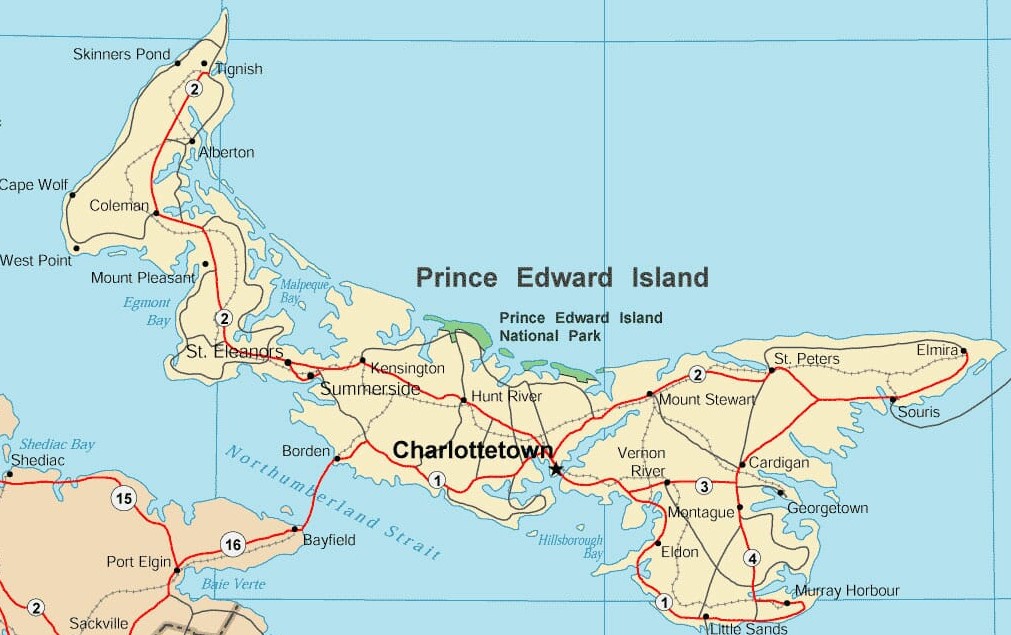 Skinners Pond
Tignish
2
Alberton
Cape Wolf
Coleman
West Point
Mount Pleasant
Malpeque
Bay
Egmont
Bay
2
Prince Edward Island
Prince Edward Island
National Park
St. Eleanors
Kensington
Summerside
Hunt River
2
St. Peters
Elmira
Mount Stewart
Souris
Shediac Bay
Shediac
Borden
Charlottetown
Vernon
River
Cardigan
1
3
Northumberland Strait
15
Montague
Georgetown
16
Bayfield
Hillsborough
Bay
Eldon
4
Port Elgin
Baie Verte
Murray Harbour
2
1
Sackville
Little Sands